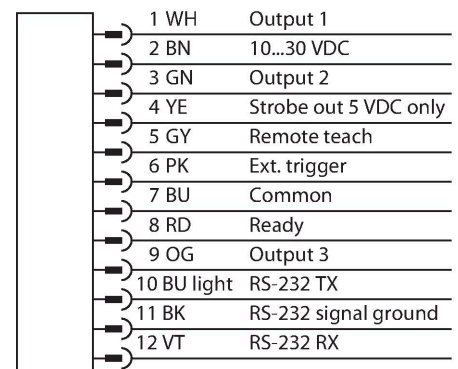 1 WH Output 1
2 BN 10...30 VDC
3 GN Output 2
4 YE Strobe out 5 VDC only
5 GY Remote teach
6 PK Ext. trigger
7 BU Common
8 RD Ready
9 OG Output 3
10 BU light RS-232 TX
11 BK RS-232 signal ground
12 VT RS-232 RX